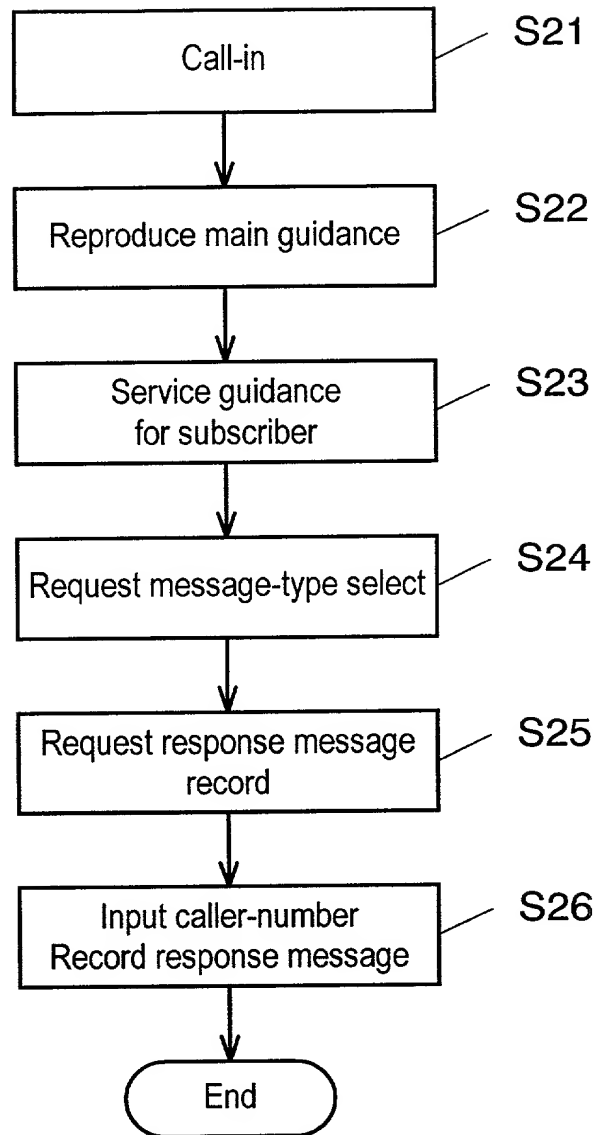 Call-in
S21
Reproduce main guidance
S22
Service guidance
for subscriber
S23
Request message-type select
S24
Request response message
record
S25
Input caller-number
Record response message
S26
End